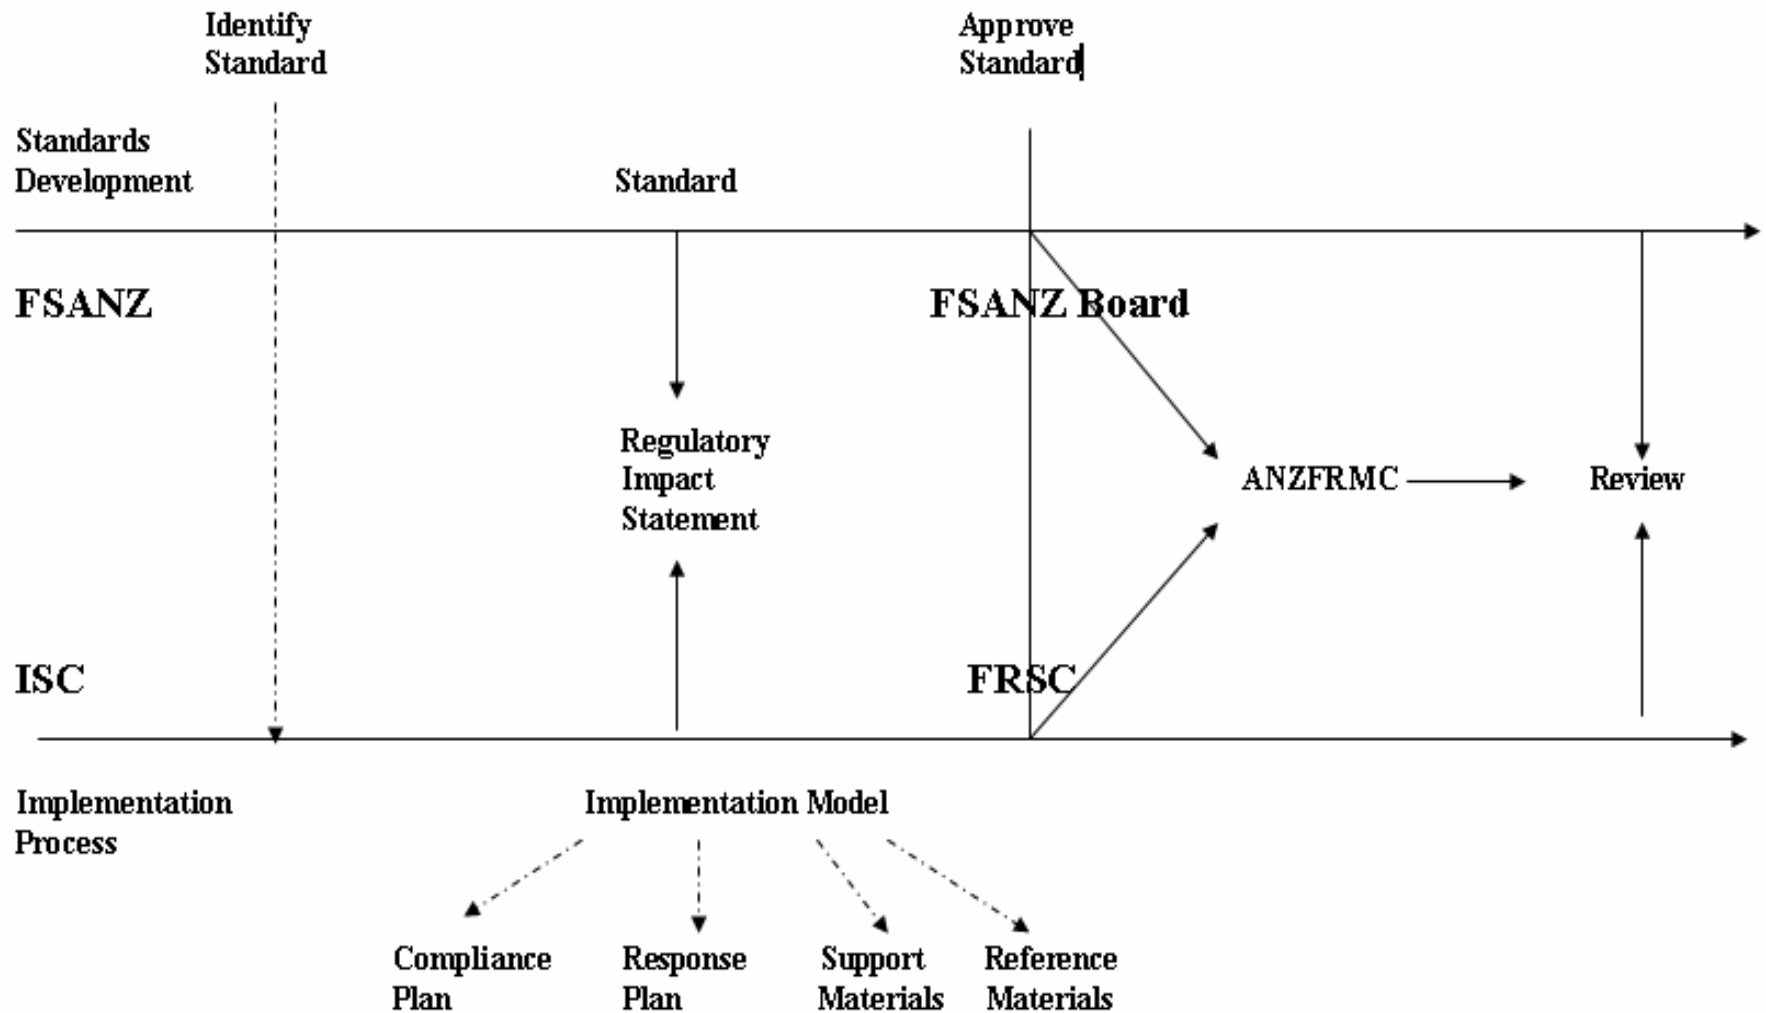 Identify
Standard
Approve
Standard
Standards
Development
Standard
FSANZ
FSANZ Board
Regulatory
Impact
Statement
ANZFRMC
Review
ISC
FRSC
Implementation
Process
Implementation Model
Compliance
Plan
Response
Plan
Support
Materials
Reference
Materials